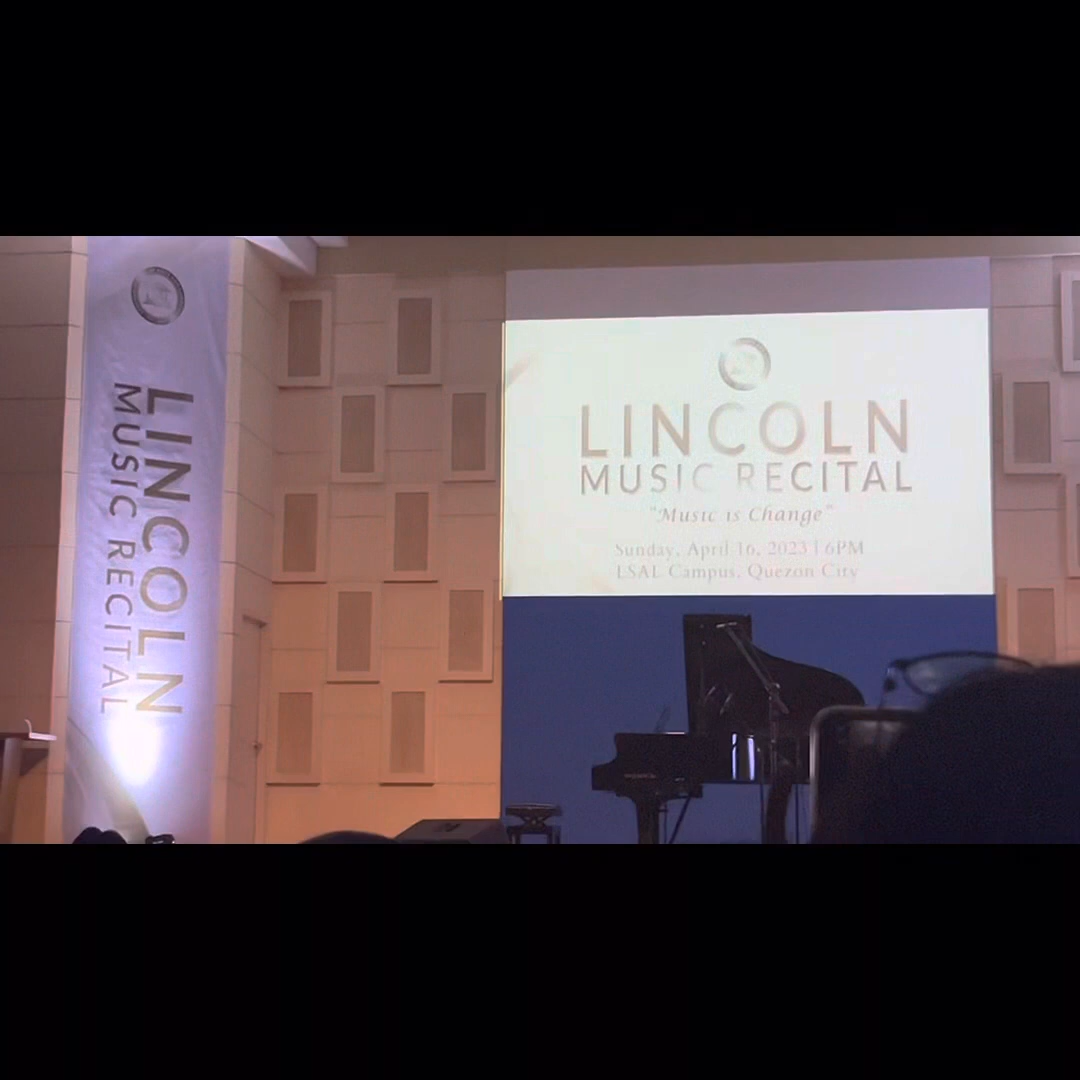 LINCOLN
MUSIC RECITAL
LINCOLN
MUSIC RECITAL
"Music is Change"
Sunday, April 16, 2023 | 6PM
LSAL Campus, Quezon City